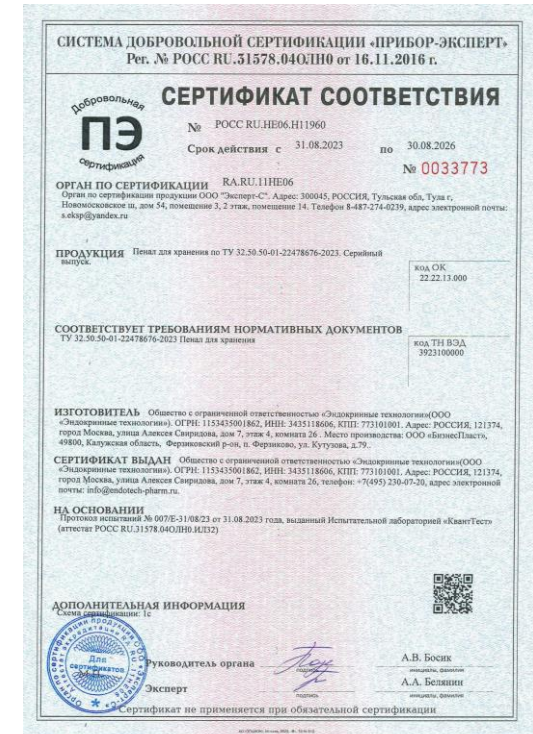 СИСТЕМА ДОБРОВОЛЬНОЙ СЕРТИФИКАЦИИ «ПРИБОР-ЭКСПЕРТ»
Рег. № РОСС RU.31578.04ОЛН0 от 16.11.2016 г.
Добровольная
ПЭ
сертификация
СЕРТИФИКАТ СООТВЕТСТВИЯ
№ РОСС RU.НЕ06.Н11960
Срок действия с 31.08.2023 по 30.08.2026
№ 0033773
ОРГАН ПО СЕРТИФИКАЦИИ RA.RU.11НЕ06
Орган по сертификации продукции ООО "Эксперт-С". Адрес: 300045, РОССИЯ, Тульская обл, Тула г,
Новомосковское ш, дом 54, помещение 3, 2 этаж, помещение 14. Телефон 8-487-274-0239, адрес электронной почты:
s.eksp@yandex.ru
ПРОДУКЦИЯ Пенал для хранения по ТУ 32.50.50-01-22478676-2023. Серийный
выпуск.
код ОК
22.22.13.000
СООТВЕТСТВУЕТ ТРЕБОВАНИЯМ НОРМАТИВНЫХ ДОКУМЕНТОВ
ТУ 32.50.50-01-22478676-2023 Пенал для хранения
код ТН ВЭД
3923100000
ИЗГОТОВИТЕЛЬ Общество с ограниченной ответственностью «Эндокринные технологии»(ООО
«Эндокринные технологии»). ОГРН: 1153435001862, ИНН: 3435118606, КПП: 773101001. Адрес: РОССИЯ, 121374,
город Москва, улица Алексея Свиридова, дом 7, этаж 4, комната 26 . Место производства: ООО «БизнесПласт»,
49800, Калужская область, Ферзиковский р-он, п. Ферзиково, ул. Кутузова, д.79..
СЕРТИФИКАТ ВЫДАН Общество с ограниченной ответственностью «Эндокринные технологии»(ООО
«Эндокринные технологии»). ОГРН: 1153435001862, ИНН: 3435118606, КПП: 773101001. Адрес: РОССИЯ, 121374,
город Москва, улица Алексея Свиридова, дом 7, этаж 4, комната 26, телефон: +7(495) 230-07-20, адрес электронной
почты: info@endotech-pharm.ru.
НА ОСНОВАНИИ
Протокол испытаний № 007/Е-31/08/23 от 31.08.2023 года, выданный Испытательной лабораторией «КвантТест»
(аттестат РОСС RU.31578.04ОЛН0.ИЛ32)
ДОПОЛНИТЕЛЬНАЯ ИНФОРМАЦИЯ
Схема сертификации: 1с
Для
сертификатов
М.П.
Руководитель органа
А.В. Босик
инициалы, фамилия
Эксперт
подпись
А.А. Белянин
инициалы, фамилия
Сертификат не применяется при обязательной сертификации